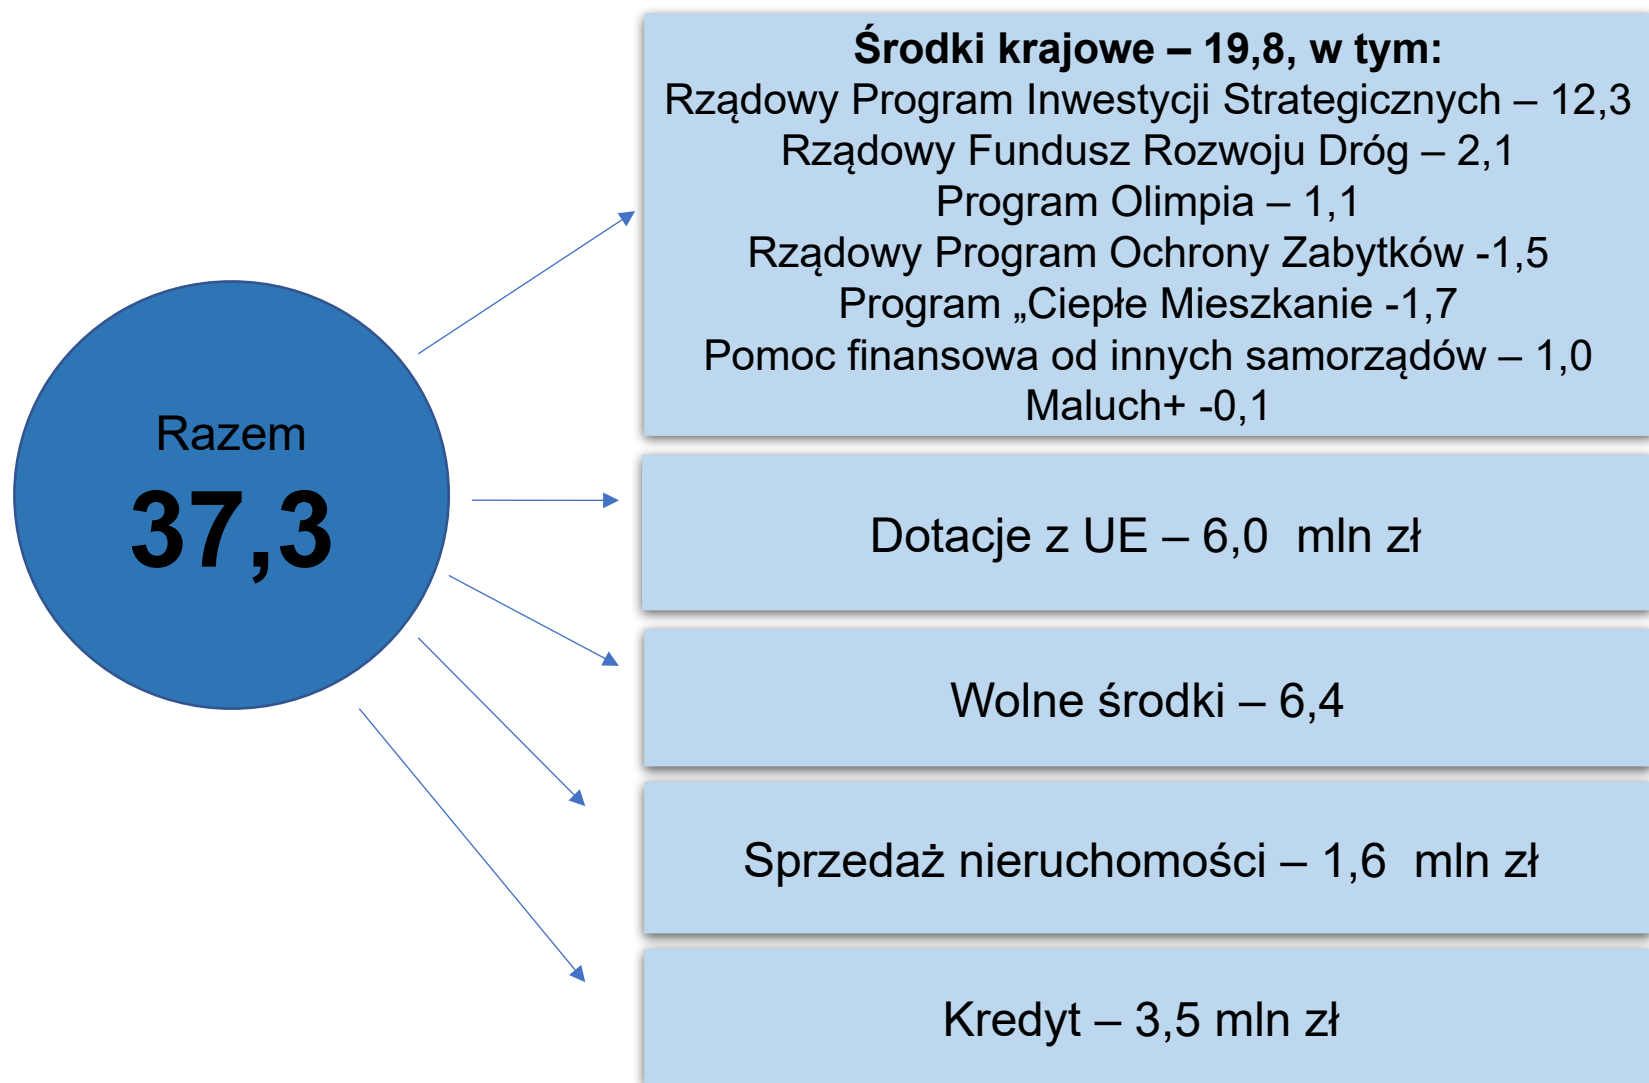 Razem
37,3
Środki krajowe – 19,8, w tym:
Rządowy Program Inwestycji Strategicznych – 12,3
Rządowy Fundusz Rozwoju Dróg – 2,1
Program Olimpia – 1,1
Rządowy Program Ochrony Zabytków -1,5
Program „Ciepłe Mieszkanie -1,7
Pomoc finansowa od innych samorządów – 1,0
Maluch+ -0,1
Dotacje z UE – 6,0 mln zł
Wolne środki – 6,4
Sprzedaż nieruchomości – 1,6 mln zł
Kredyt – 3,5 mln zł